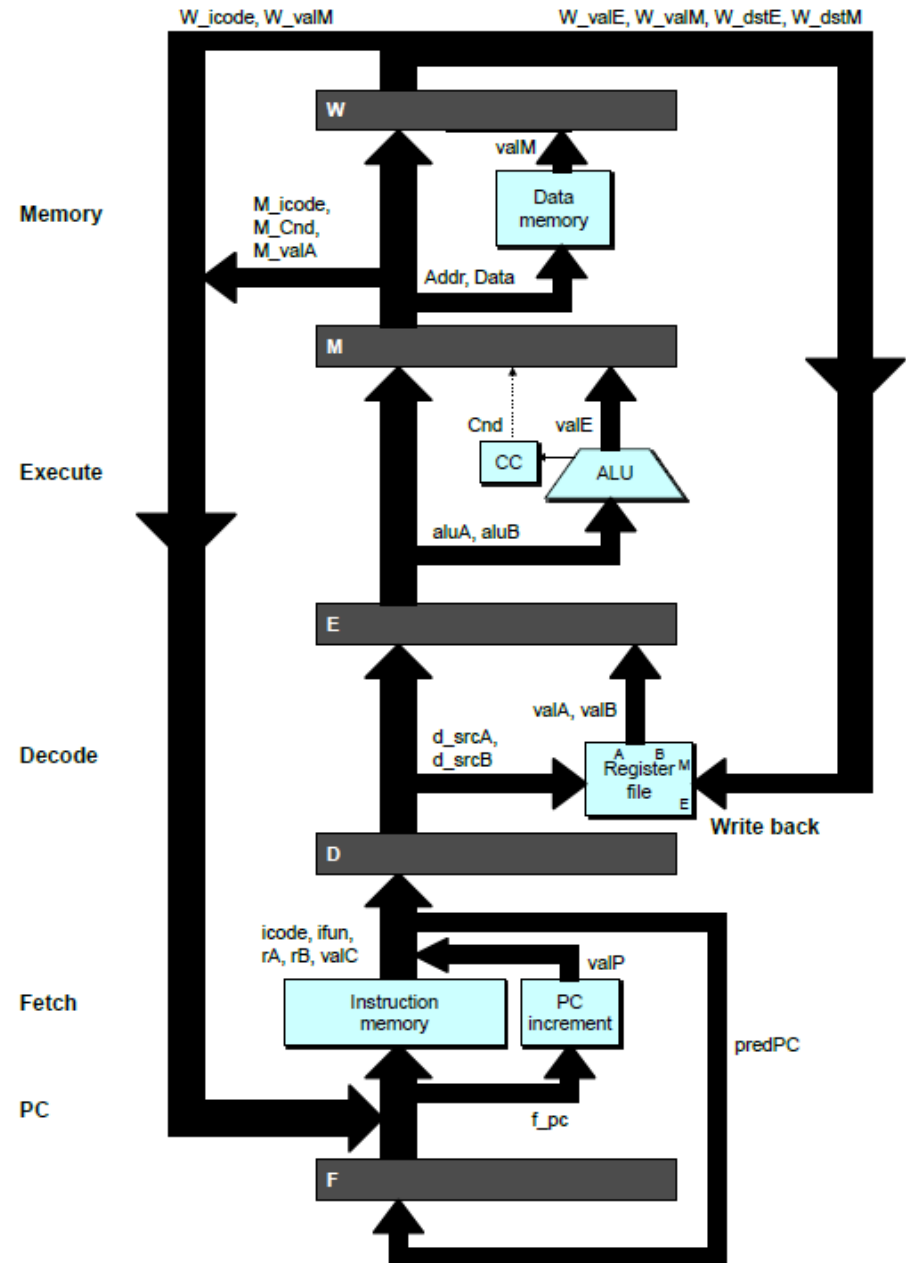 W_icode, W_valM
W_valE, W_valM, W_dstE, W_dstM
W
valM
Memory
M_icode,
M_Cnd,
M_valA
Data
memory
Addr, Data
M
Cnd
valE
Execute
CC
ALU
aluA, aluB
E
valA, valB
Decode
d_srcA,
d_srcB
A B
M
Register
file
E
Write back
D
icode, ifun,
rA, rB, valC
valP
Fetch
Instruction
memory
PC
increment
predPC
PC
f_pc
F